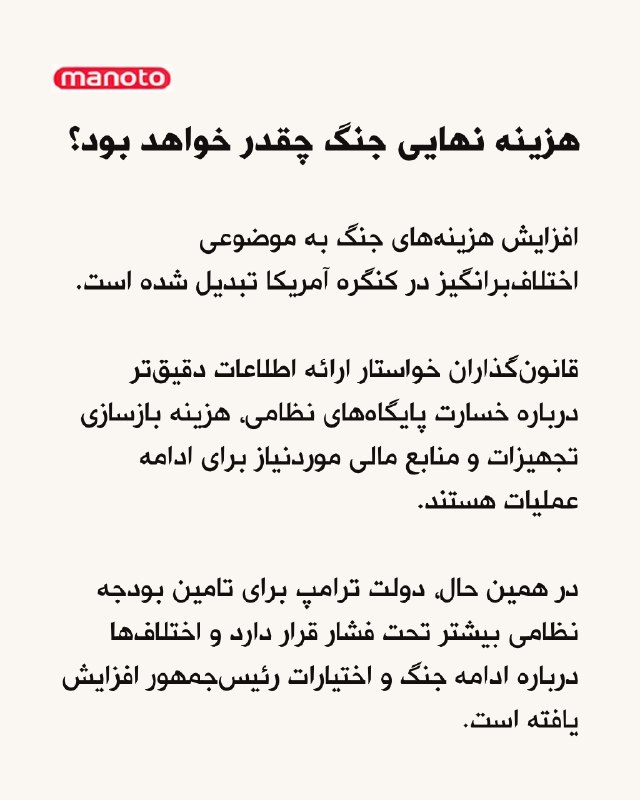 manoto
هزینه نهایی جنگ چقدر خواهد بود؟
افزایش هزینه‌های جنگ به موضوعی
اختلاف‌برانگیز در کنگره آمریکا تبدیل شده است.
قانون‌گذاران خواستار ارائه اطلاعات دقیق‌تر
درباره خسارت پایگاه‌های نظامی، هزینه بازسازی
تجهیزات و منابع مالی موردنیاز برای ادامه
عملیات هستند.
در همین حال، دولت ترامپ برای تامین بودجه
نظامی بیشتر تحت فشار قرار دارد و اختلاف‌ها
درباره ادامه جنگ و اختیارات رئیس‌جمهور افزایش
یافته است.